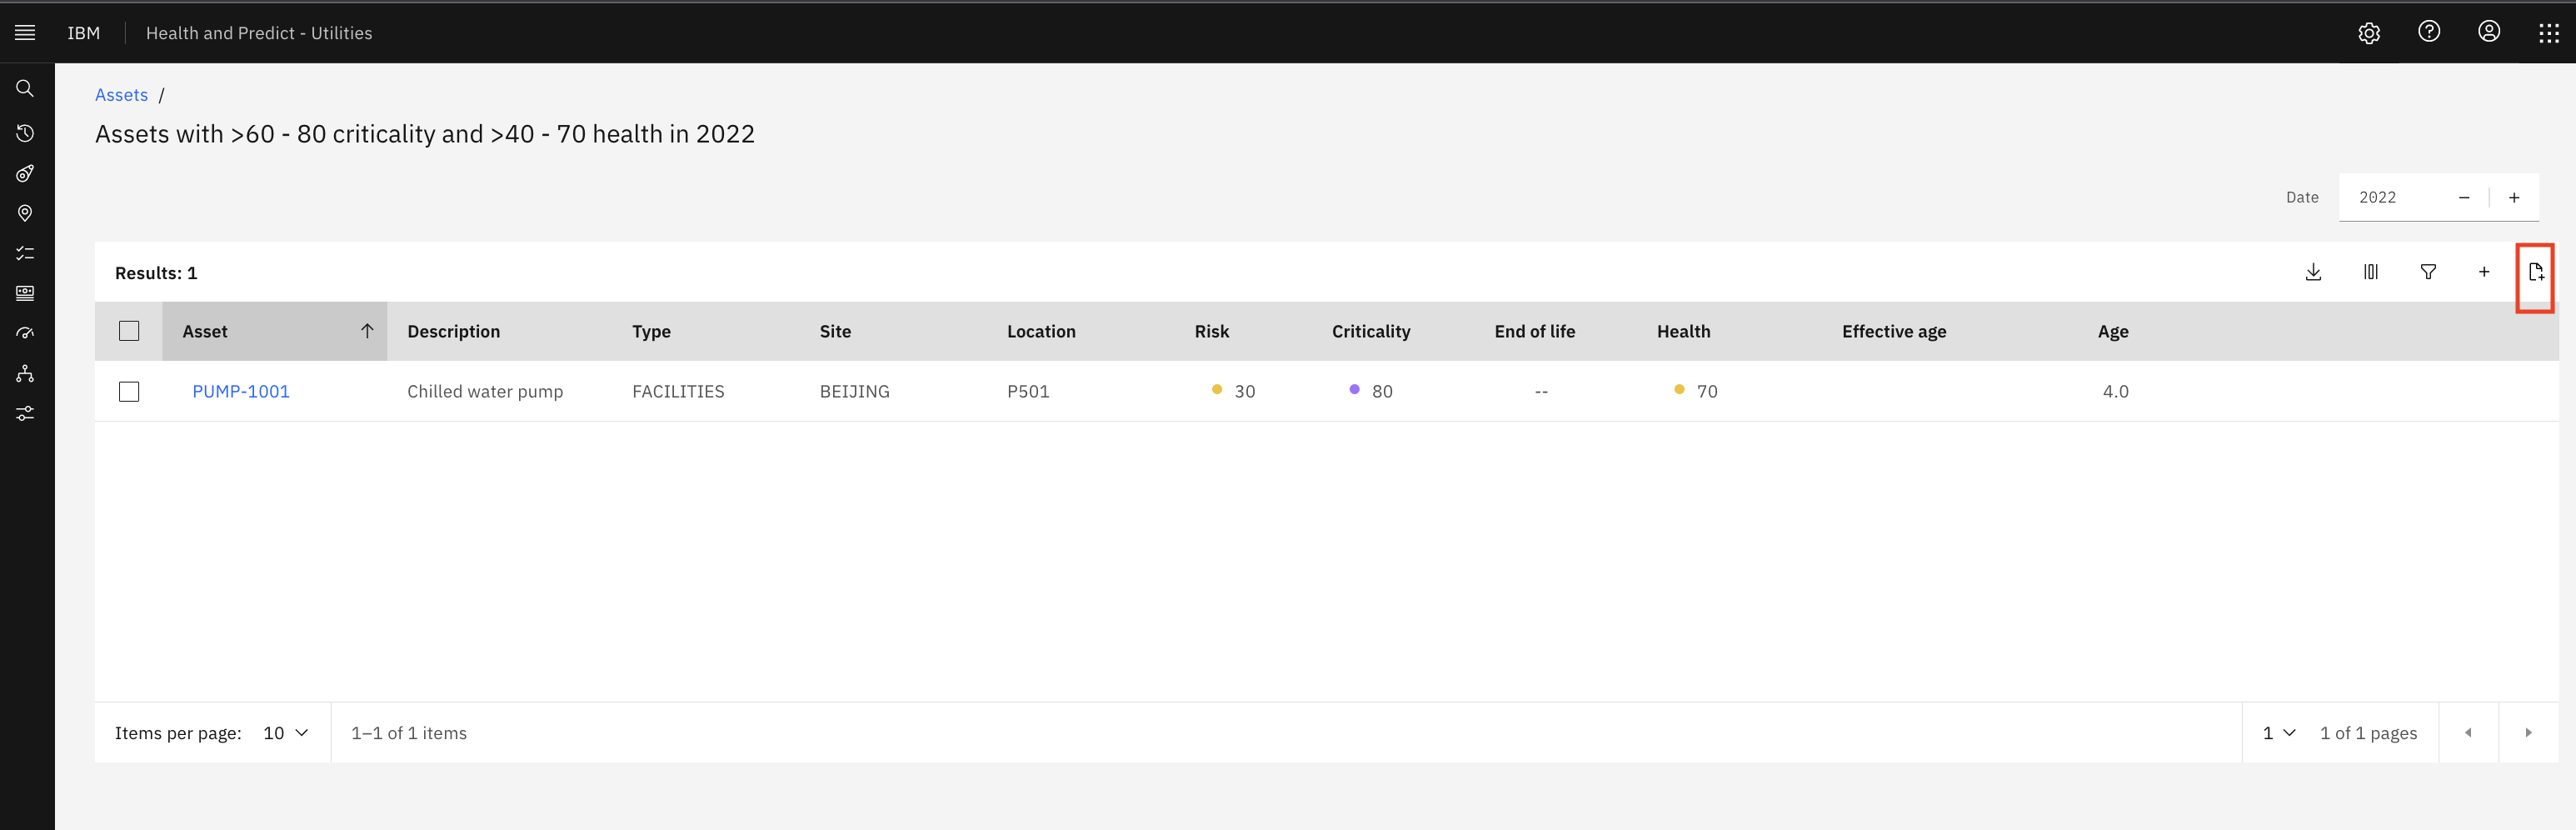 IBM Health and Predict - Utilities
Assets /
Assets with >60 - 80 criticality and >40 - 70 health in 2022
Date 2022
Results: 1
Asset Description Type Site Location Risk Criticality End of life Health Effective age Age
PUMP-1001 Chilled water pump FACILITIES BEIJING P501 30 80 -- 70 4.0
Items per page: 10 1–1 of 1 items 1 1 of 1 pages